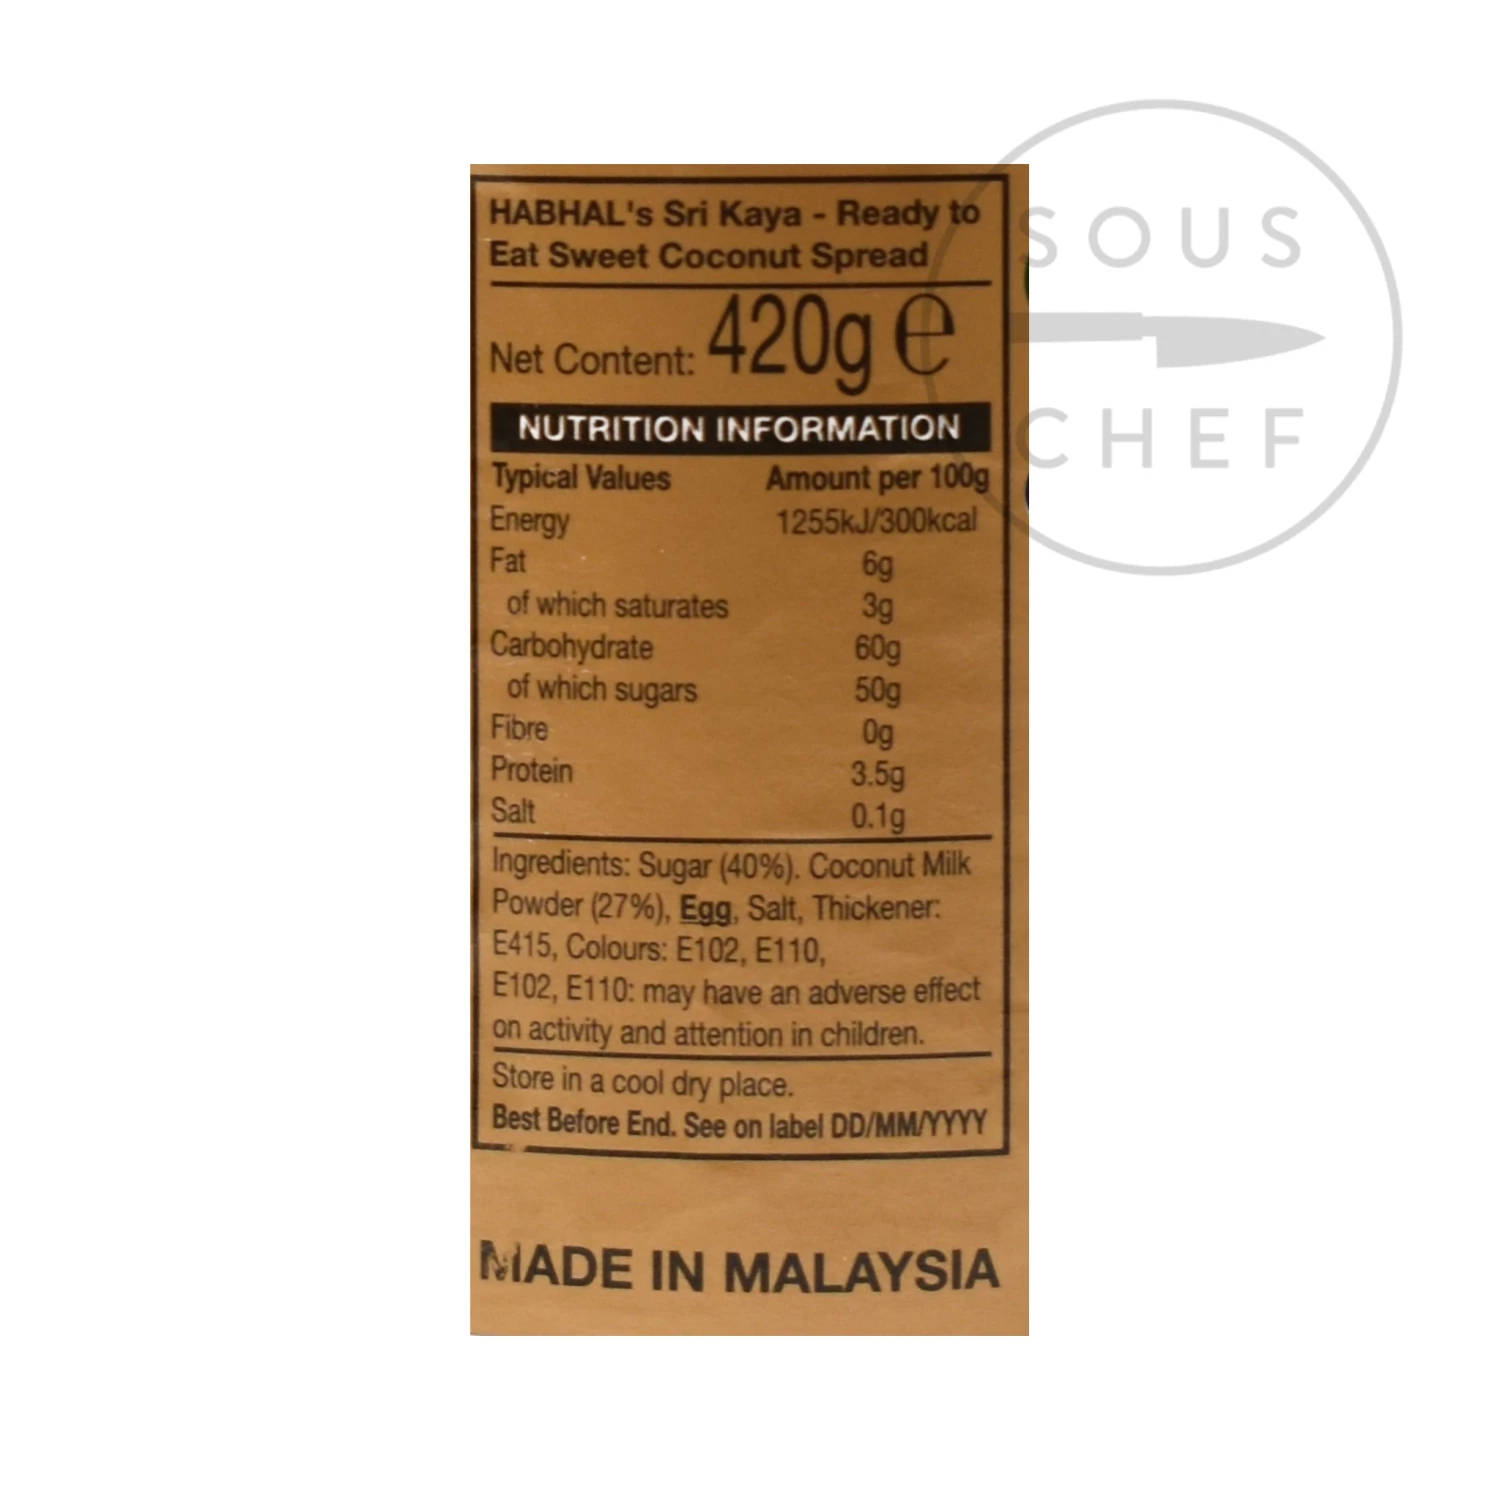 HABHAL's Sri Kaya - Ready to
Eat Sweet Coconut Spread
Net Content: 420g ℮
NUTRITION INFORMATION
Typical Values Amount per 100g
Energy 1255kJ/300kcal
Fat 6g
of which saturates 3g
Carbohydrate 60g
of which sugars 50g
Fibre 0g
Protein 3.5g
Salt 0.1g
Ingredients: Sugar (40%). Coconut Milk
Powder (27%), Egg, Salt, Thickener:
E415, Colours: E102, E110,
E102, E110: may have an adverse effect
on activity and attention in children.
Store in a cool dry place.
Best Before End. See on label DD/MM/YYYY
MADE IN MALAYSIA
SOUS
CHEF